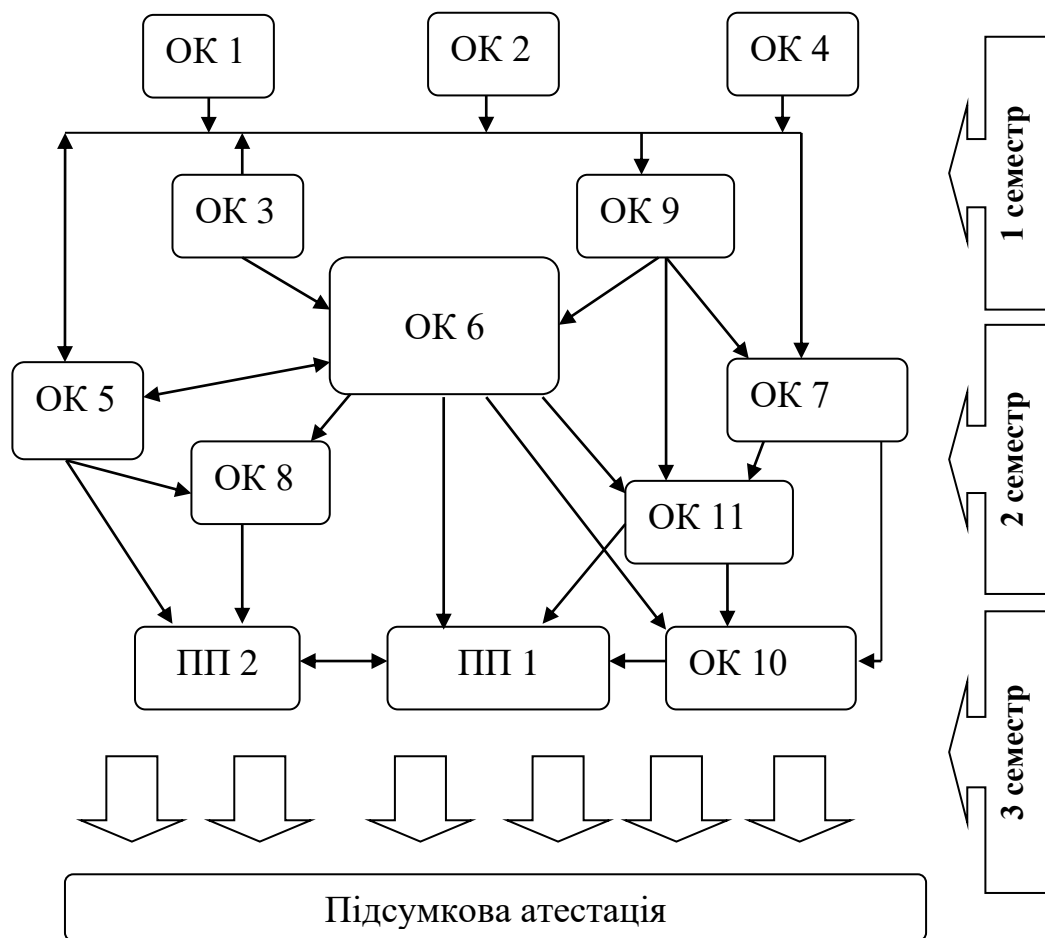 ОК 1
ОК 2
ОК 4
1 семестр
ОК 3
ОК 9
ОК 6
ОК 5
ОК 7
2 семестр
ОК 8
ОК 11
ПП 2
ПП 1
ОК 10
3 семестр
Підсумкова атестація